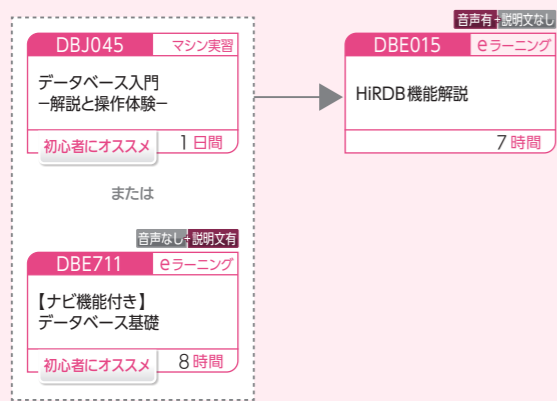 DBJ045 マシン実習
データベース入門
−解説と操作体験−
初心者にオススメ 1日間
または
音声なし+説明文有
DBE711 eラーニング
【ナビ機能付き】
データベース基礎
初心者にオススメ 8時間
音声有+説明文なし
DBE015 eラーニング
HiRDB機能解説
7時間